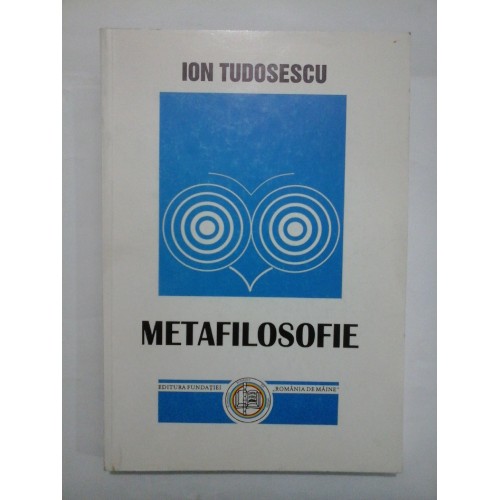 ION TUDOSESCU
METAFILOSOFIE
EDITURA FUNDAȚIEI „ROMÂNIA DE MÂINE”